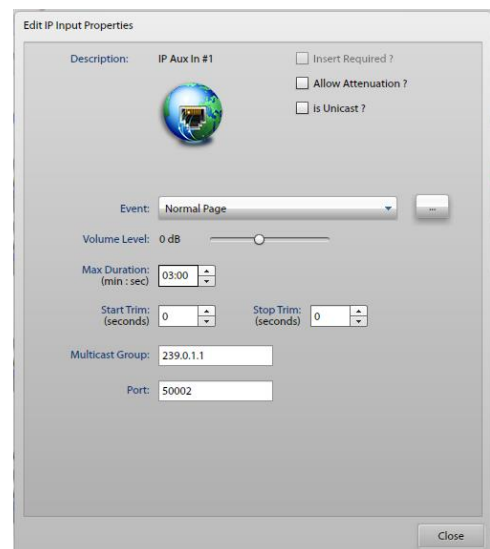 Edit IP Input Properties
Description: IP Aux In #1
Insert Required ?
Allow Attenuation ?
is Unicast ?
Event: Normal Page ...
Volume Level: 0 dB
Max Duration: 03:00
(min : sec)
Start Trim: 0 Stop Trim: 0
(seconds) (seconds)
Multicast Group: 239.0.1.1
Port: 50002
Close